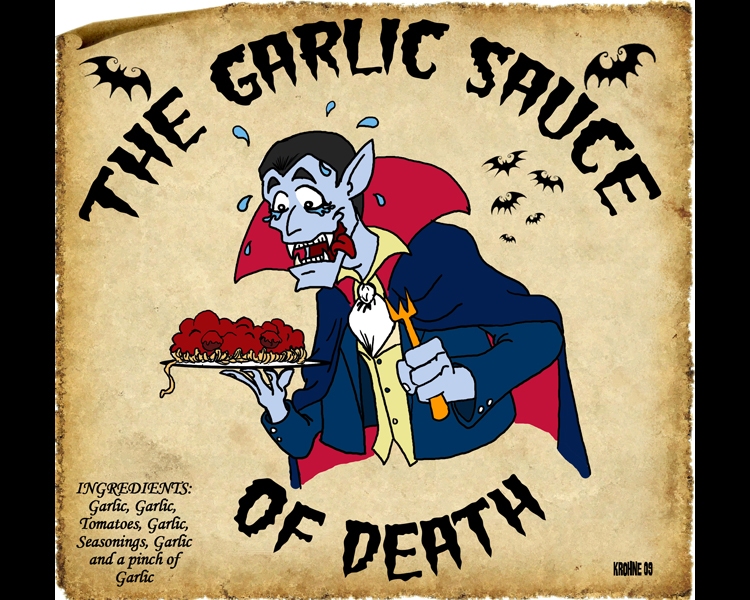 THE GARLIC SAUCE
OF DEATH
INGREDIENTS:
Garlic, Garlic,
Tomatoes, Garlic,
Seasonings, Garlic
and a pinch of
Garlic
KROHNE 09